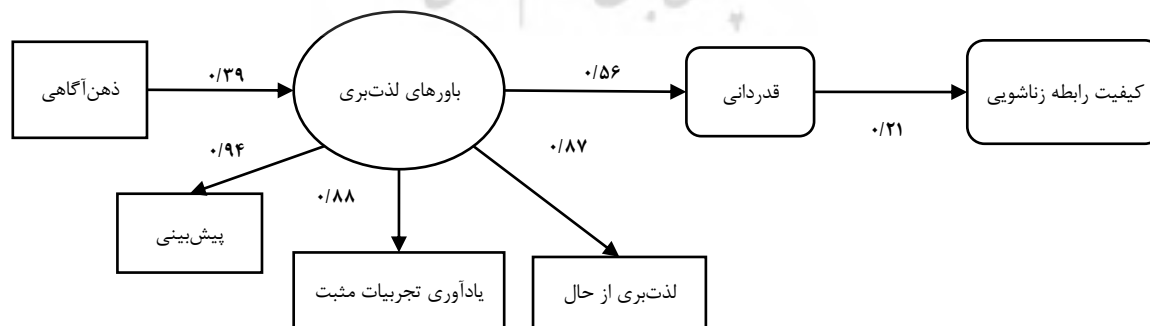 ذهن‌آگاهی
۰/۳۹
باورهای لذت‌بری
۰/۵۶
قدردانی
۰/۲۱
کیفیت رابطه زناشویی
۰/۹۴
۰/۸۸
۰/۸۷
پیش‌بینی
یادآوری تجربیات مثبت
لذت‌بری از حال